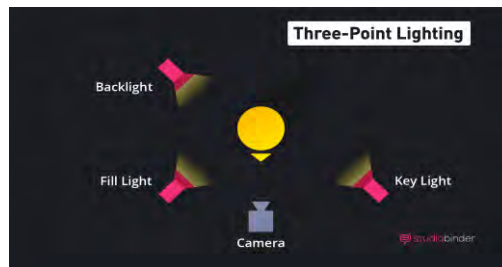 Three-Point Lighting
Backlight
Fill Light
Key Light
Camera
studiobinder